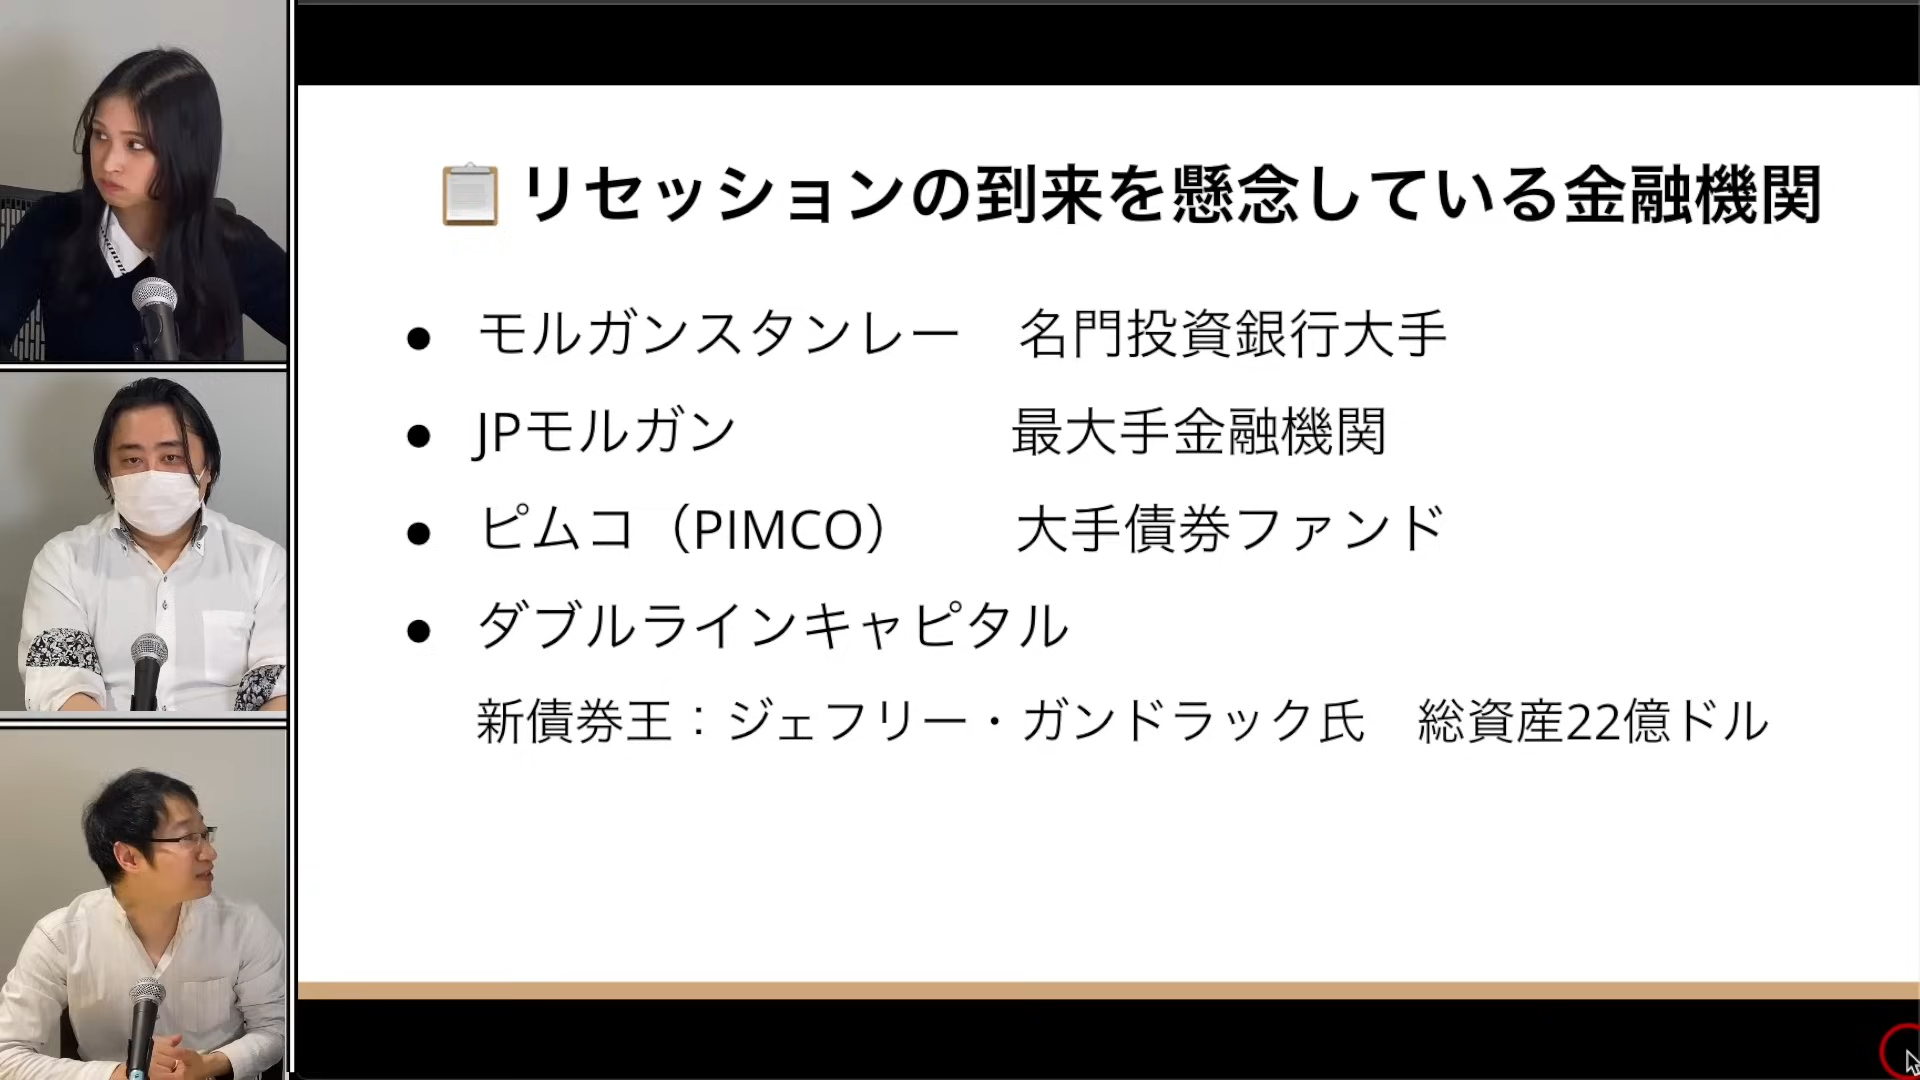 📋 リセッションの到来を懸念している金融機関
● モルガンスタンレー　名門投資銀行大手
● JPモルガン　最大手金融機関
● ピムコ（PIMCO）　大手債券ファンド
● ダブルラインキャピタル
新債券王：ジェフリー・ガンドラック氏　総資産22億ドル